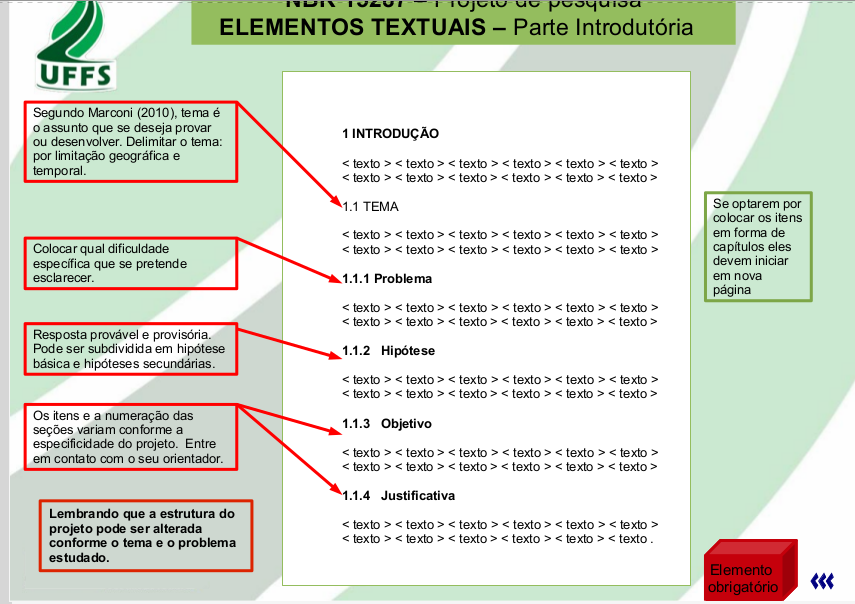 NBR-15287 – Projeto de pesquisa
ELEMENTOS TEXTUAIS – Parte Introdutória
UFFS
Segundo Marconi (2010), tema é
o assunto que se deseja provar
ou desenvolver. Delimitar o tema:
por limitação geográfica e
temporal.
Colocar qual dificuldade
específica que se pretende
esclarecer.
Resposta provável e provisória.
Pode ser subdividida em hipótese
básica e hipóteses secundárias.
Os itens e a numeração das
seções variam conforme a
especificidade do projeto. Entre
em contato com o seu orientador.
Lembrando que a estrutura do
projeto pode ser alterada
conforme o tema e o problema
estudado.
1 INTRODUÇÃO
< texto > < texto > < texto > < texto > < texto > < texto >
< texto > < texto > < texto > < texto > < texto > < texto >
1.1 TEMA
< texto > < texto > < texto > < texto > < texto > < texto >
< texto > < texto > < texto > < texto > < texto > < texto >
1.1.1 Problema
< texto > < texto > < texto > < texto > < texto > < texto >
< texto > < texto > < texto > < texto > < texto > < texto >
1.1.2 Hipótese
< texto > < texto > < texto > < texto > < texto > < texto >
< texto > < texto > < texto > < texto > < texto > < texto >
1.1.3 Objetivo
< texto > < texto > < texto > < texto > < texto > < texto >
< texto > < texto > < texto > < texto > < texto > < texto >
1.1.4 Justificativa
< texto > < texto > < texto > < texto > < texto > < texto >
< texto > < texto > < texto > < texto > < texto > < texto .
Se optarem por
colocar os itens
em forma de
capítulos eles
devem iniciar
em nova
página
Elemento
obrigatório